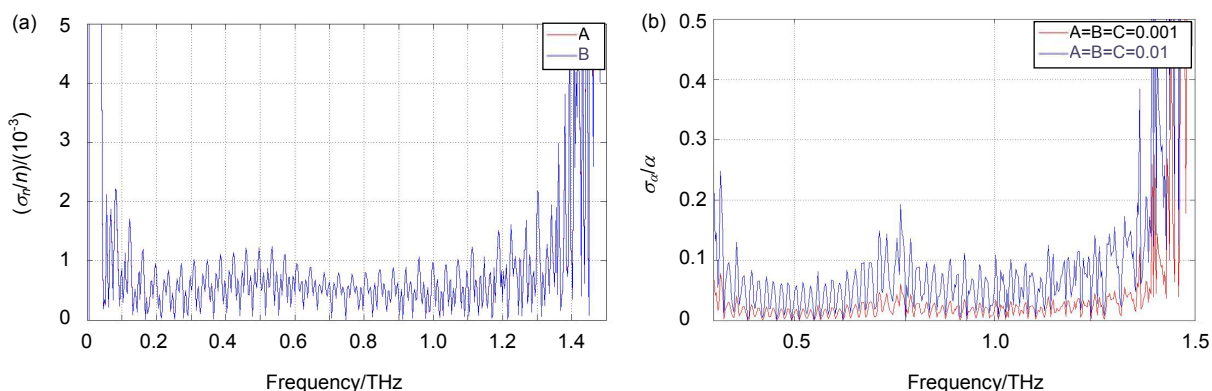 (a)
5
4
3
2
1
0
(σn/n)/(10-3)
A
B
0 0.2 0.4 0.6 0.8 1.0 1.2 1.4
Frequency/THz
(b)
0.5
0.4
0.3
0.2
0.1
0
σα/α
A=B=C=0.001
A=B=C=0.01
0.5 1.0 1.5
Frequency/THz